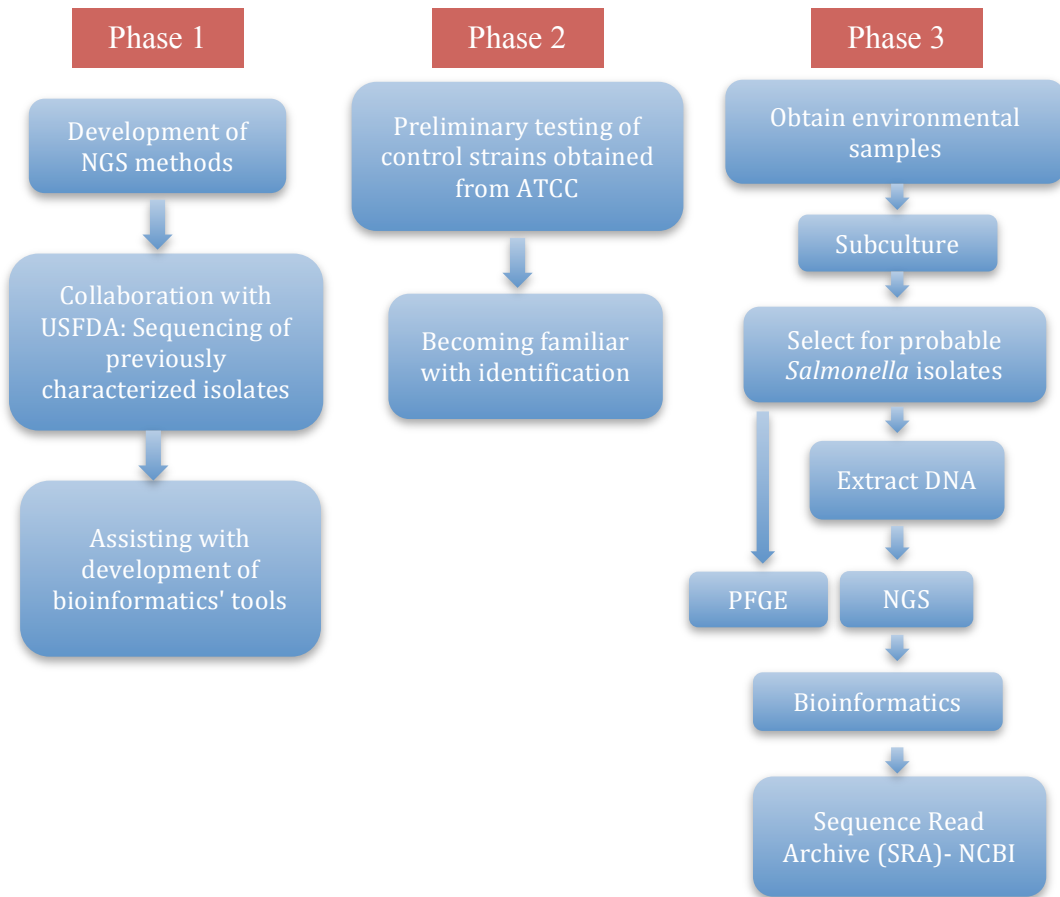 Phase 1
Development of
NGS methods
Collaboration with
USFDA: Sequencing of
previously
characterized isolates
Assisting with
development of
bioinformatics' tools
Phase 2
Preliminary testing of
control strains obtained
from ATCC
Becoming familiar
with identification
Phase 3
Obtain environmental
samples
Subculture
Select for probable
Salmonella isolates
Extract DNA
PFGE
NGS
Bioinformatics
Sequence Read
Archive (SRA)- NCBI